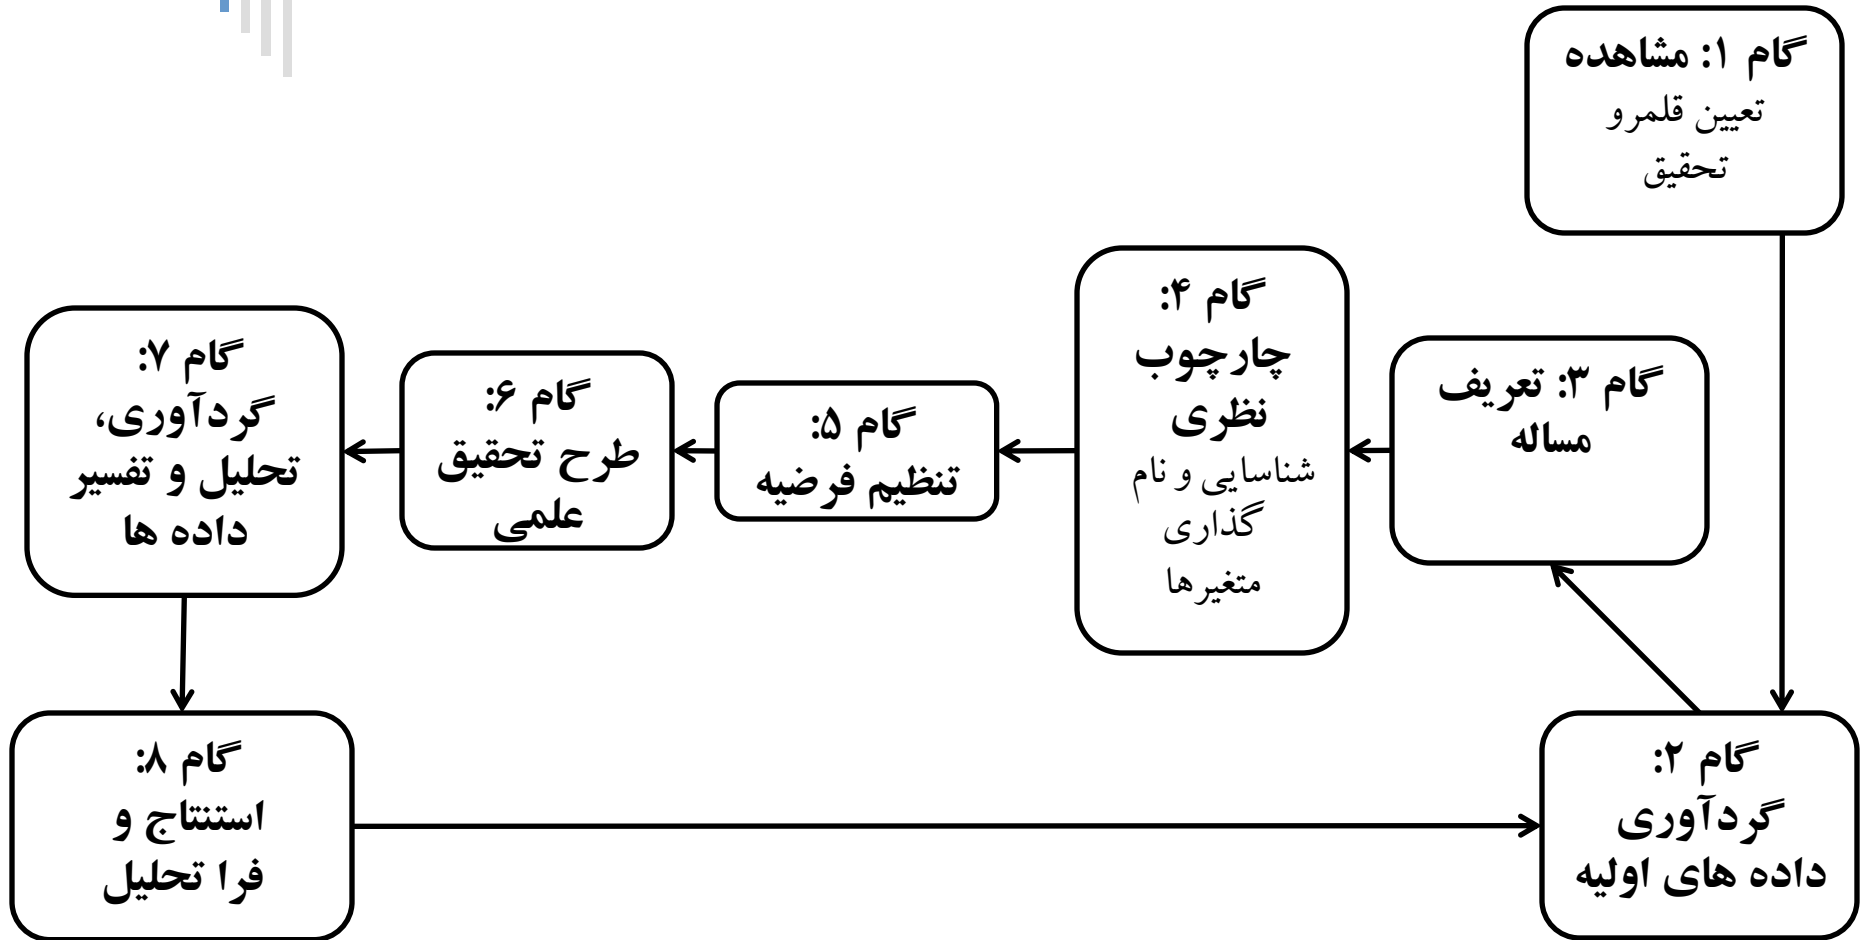 گام ۱: مشاهده
تعیین قلمرو
تحقیق
گام ۲:
گردآوری
داده های اولیه
گام ۳: تعریف
مساله
گام ۴:
چارچوب
نظری
شناسایی و نام
گذاری
متغیرها
گام ۵:
تنظیم فرضیه
گام ۶:
طرح تحقیق
علمی
گام ۷:
گردآوری،
تحلیل و تفسیر
داده ها
گام ۸:
استنتاج و
فرا تحلیل